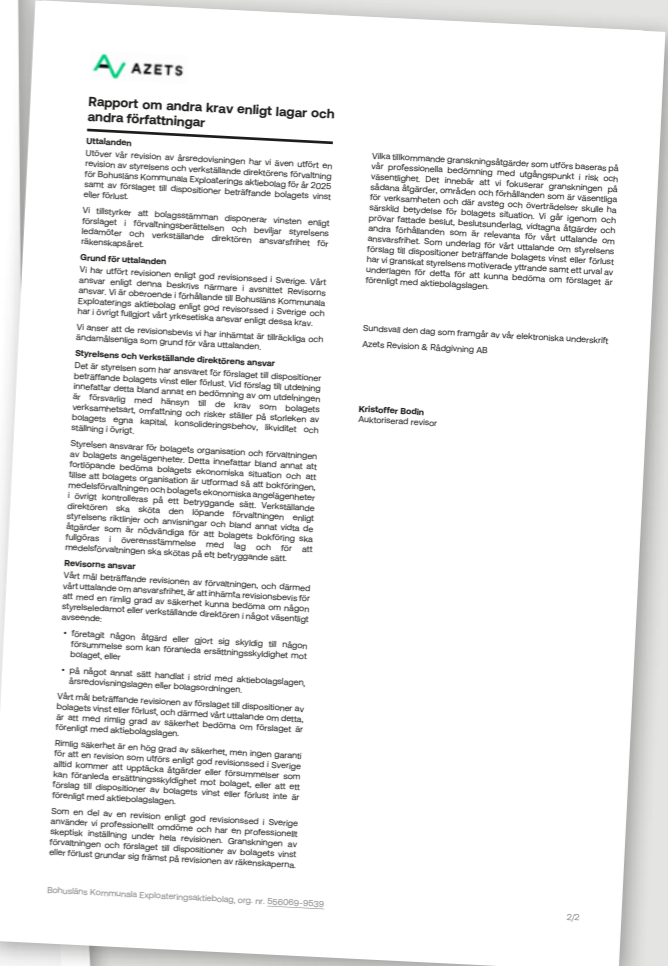 AZETS
Rapport om andra krav enligt lagar och
andra författningar
Uttalanden
Utöver vår revision av årsredovisningen har vi även utfört en
revision av styrelsens och verkställande direktörens förvaltning
för Bohusläns Kommunala Exploaterings aktiebolag för år 2025
samt av förslaget till dispositioner beträffande bolagets vinst
eller förlust.
Vi tillstyrker att bolagsstämman disponerar vinsten enligt
förslaget i förvaltningsberättelsen och beviljar styrelsens
ledamöter och verkställande direktören ansvarsfrihet för
räkenskapsåret.
Grund för uttalanden
Vi har utfört revisionen enligt god revisionssed i Sverige. Vårt
ansvar enligt denna beskrivs närmare i avsnittet Revisorns
ansvar. Vi är oberoende i förhållande till Bohusläns Kommunala
Exploaterings aktiebolag enligt god revisorssed i Sverige och
har i övrigt fullgjort vårt yrkesetiska ansvar enligt dessa krav.
Vi anser att de revisionsbevis vi har inhämtat är tillräckliga och
ändamålsenliga som grund för våra uttalanden.
Styrelsens och verkställande direktörens ansvar
Det är styrelsen som har ansvaret för förslaget till dispositioner
beträffande bolagets vinst eller förlust. Vid förslag till utdelning
innefattar detta bland annat en bedömning av om utdelningen
är försvarlig med hänsyn till de krav som bolagets
verksamhetsart, omfattning och risker ställer på storleken av
bolagets egna kapital, konsolideringsbehov, likviditet och
ställning i övrigt.
Styrelsen ansvarar för bolagets organisation och förvaltningen
av bolagets angelägenheter. Detta innefattar bland annat att
fortlöpande bedöma bolagets ekonomiska situation och att
tillse att bolagets organisation är utformad så att bokföringen,
medelsförvaltningen och bolagets ekonomiska angelägenheter
i övrigt kontrolleras på ett betryggande sätt. Verkställande
direktören ska sköta den löpande förvaltningen enligt
styrelsens riktlinjer och anvisningar och bland annat vidta de
åtgärder som är nödvändiga för att bolagets bokföring ska
fullgöras i överensstämmelse med lag och för att
medelsförvaltningen ska skötas på ett betryggande sätt.
Revisorns ansvar
Vårt mål beträffande revisionen av förvaltningen, och därmed
vårt uttalande om ansvarsfrihet, är att inhämta revisionsbevis för
att med en rimlig grad av säkerhet kunna bedöma om någon
styrelseledamot eller verkställande direktören i något väsentligt
avseende:
• företagit någon åtgärd eller gjort sig skyldig till någon
försummelse som kan föranleda ersättningsskyldighet mot
bolaget, eller
• på något annat sätt handlat i strid med aktiebolagslagen,
årsredovisningslagen eller bolagsordningen.
Vårt mål beträffande revisionen av förslaget till dispositioner av
bolagets vinst eller förlust, och därmed vårt uttalande om detta,
är att med rimlig grad av säkerhet bedöma om förslaget är
förenligt med aktiebolagslagen.
Rimlig säkerhet är en hög grad av säkerhet, men ingen garanti
för att en revision som utförs enligt god revisionssed i Sverige
alltid kommer att upptäcka åtgärder eller försummelser som
kan föranleda ersättningsskyldighet mot bolaget, eller att ett
förslag till dispositioner av bolagets vinst eller förlust inte är
förenligt med aktiebolagslagen.
Som en del av en revision enligt god revisionssed i Sverige
använder vi professionellt omdöme och har en professionellt
skeptisk inställning under hela revisionen. Granskningen av
förvaltningen och förslaget till dispositioner av bolagets vinst
eller förlust grundar sig främst på revisionen av räkenskaperna.
Vilka tillkommande granskningsåtgärder som utförs baseras på
vår professionella bedömning med utgångspunkt i risk och
väsentlighet. Det innebär att vi fokuserar granskningen på
sådana åtgärder, områden och förhållanden som är väsentliga
för verksamheten och där avsteg och överträdelser skulle ha
särskild betydelse för bolagets situation. Vi går igenom och
prövar fattade beslut, beslutsunderlag, vidtagna åtgärder och
andra förhållanden som är relevanta för vårt uttalande om
ansvarsfrihet. Som underlag för vårt uttalande om styrelsens
förslag till dispositioner beträffande bolagets vinst eller förlust
har vi granskat styrelsens motiverade yttrande samt ett urval av
underlagen för detta för att kunna bedöma om förslaget är
förenligt med aktiebolagslagen.
Sundsvall den dag som framgår av vår elektroniska underskrift
Azets Revision & Rådgivning AB
Kristoffer Bodin
Auktoriserad revisor
Bohusläns Kommunala Exploateringsaktiebolag, org. nr. 556069-9539
2/2